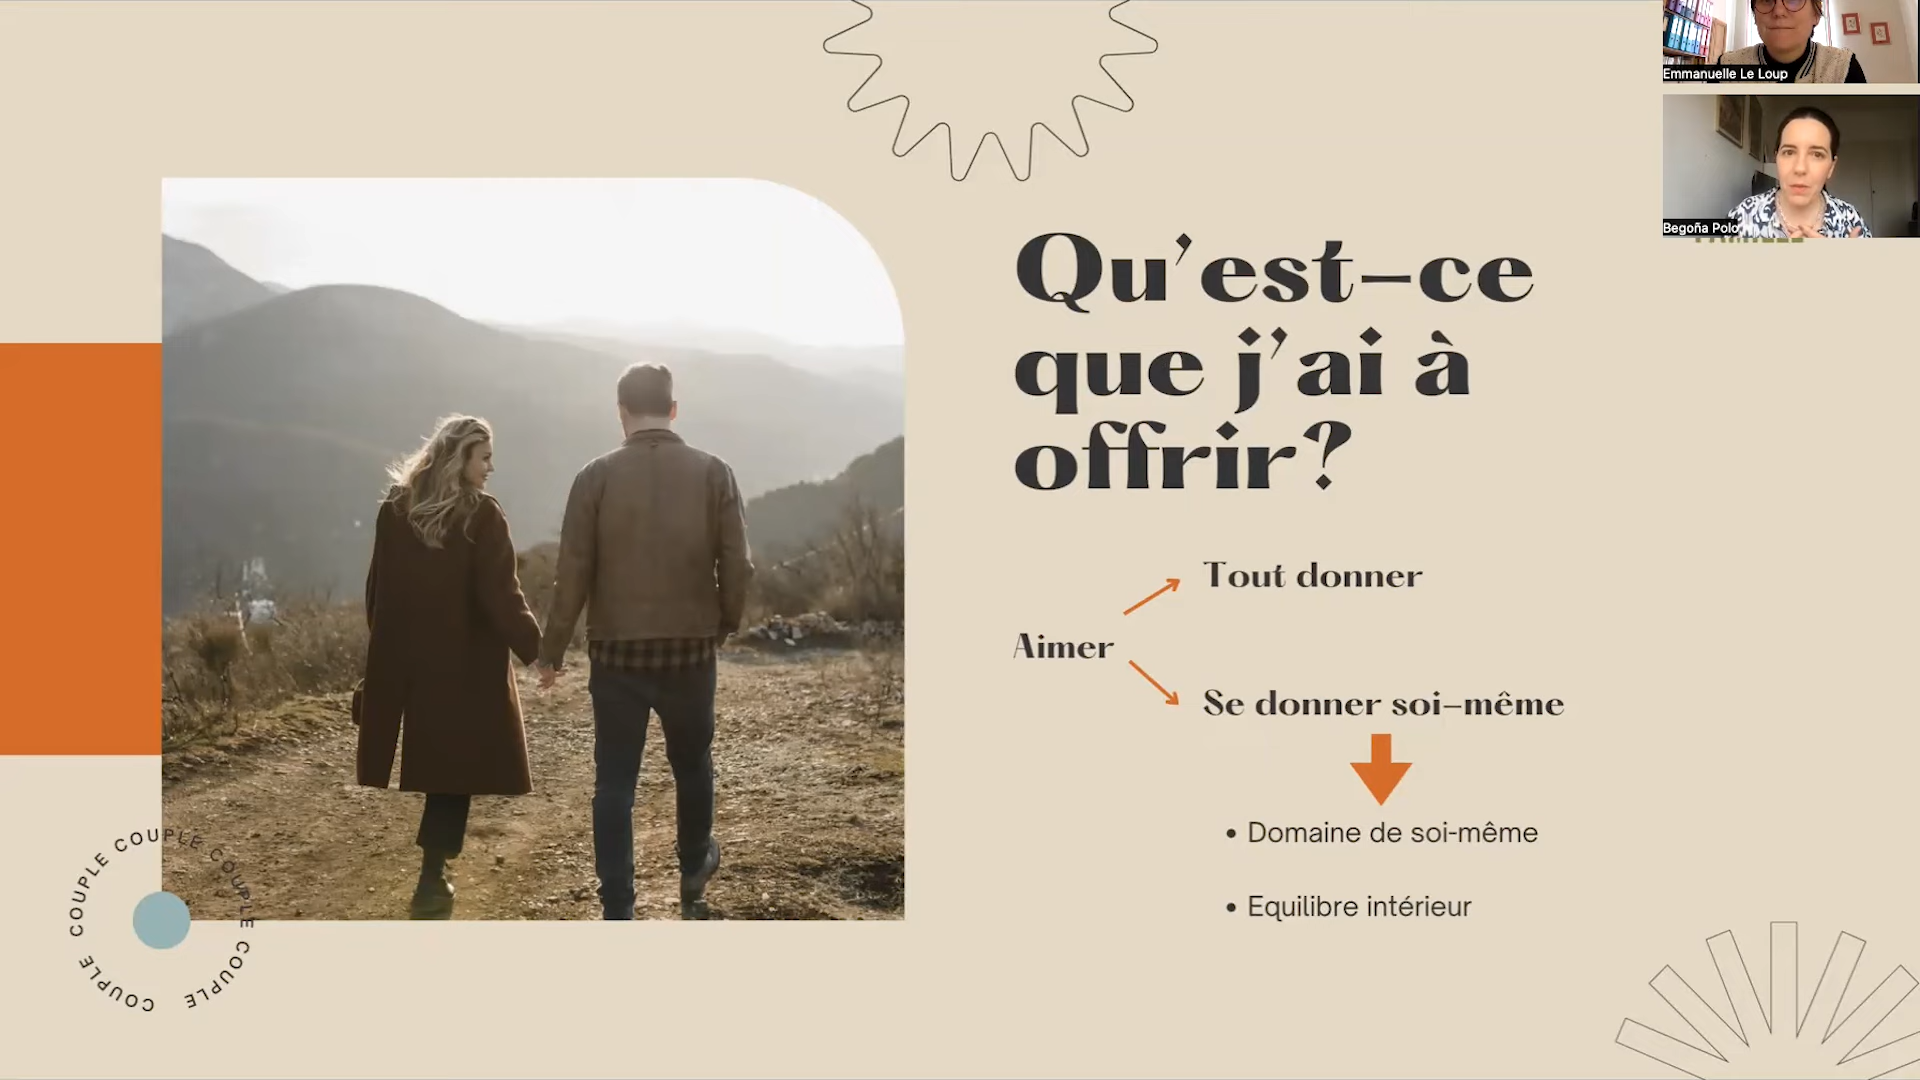 Emmanuelle Le Loup
Begoña Polo
Qu'est-ce
que j'ai à
offrir?
Tout donner
Aimer
Se donner soi-même
• Domaine de soi-même
• Equilibre intérieur
COUPLE COUPLE COUPLE COUPLE COUPLE